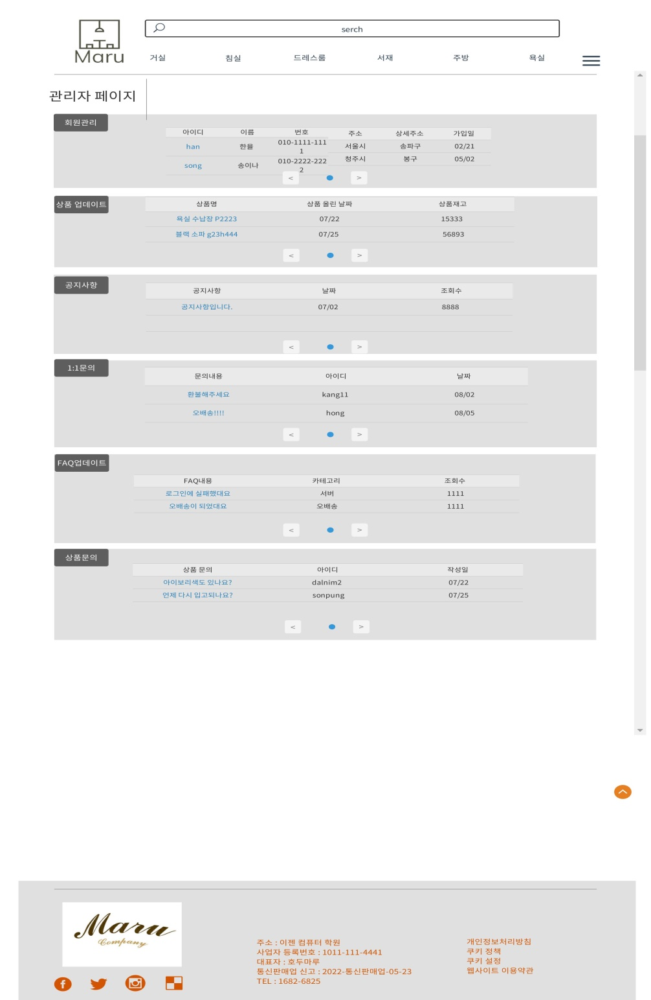 Maru
serch
거실 침실 드레스룸 서재 주방 욕실
관리자 페이지
회원관리
아이디 이름 번호 주소 상세주소 가입일
han 한율 010-1111-1111 서울시 송파구 02/21
song 송이나 010-2222-2222 청주시 봉구 05/02
< >
상품 업데이트
상품명 상품 올린 날짜 상품재고
욕실 수납장 P2223 07/22 15333
블랙 소파 g23h444 07/25 56893
< >
공지사항
공지사항 날짜 조회수
공지사항입니다. 07/02 8888
< >
1:1문의
문의내용 아이디 날짜
환불해주세요 kang11 08/02
오배송!!!! hong 08/05
< >
FAQ업데이트
FAQ내용 카테고리 조회수
로그인에 실패했대요 서버 1111
오배송이 되었대요 오배송 1111
< >
상품문의
상품 문의 아이디 작성일
아이보리색도 있나요? dalnim2 07/22
언제 다시 입고되나요? sonpung 07/25
< >
Maru
Company
주소 : 이젠 컴퓨터 학원
사업자 등록번호 : 1011-111-4441
대표자 : 호두마루
통신판매업 신고 : 2022-통신판매업-05-23
TEL : 1682-6825
개인정보처리방침
쿠키 정책
쿠키 설정
웹사이트 이용약관